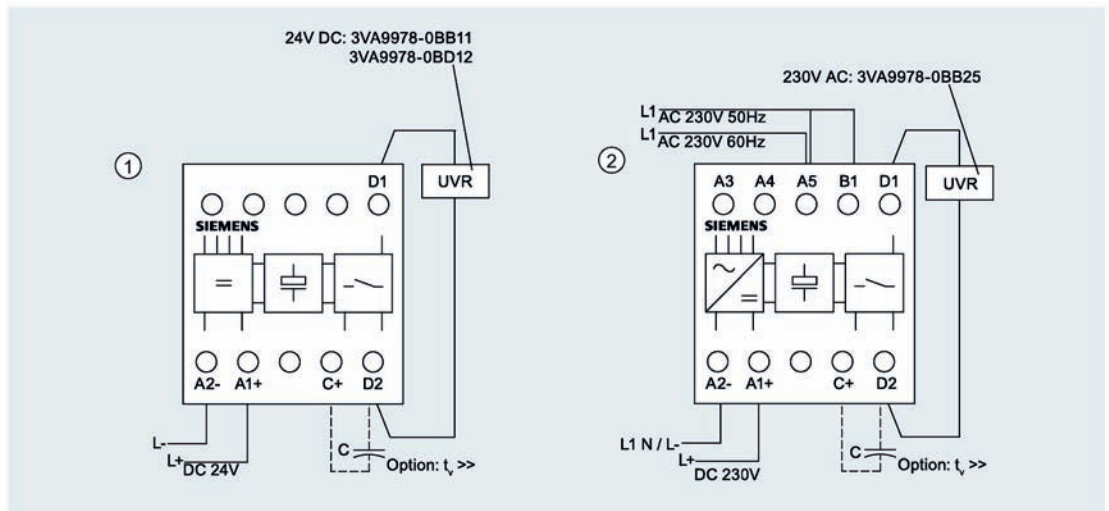 24V DC: 3VA9978-0BB11
3VA9978-0BD12
①
D1
UVR
SIEMENS
=
A2- A1+ C+ D2
L-
L+ DC 24V
C
Option: tv >>
230V AC: 3VA9978-0BB25
L1 AC 230V 50Hz
L1 AC 230V 60Hz
②
A3 A4 A5 B1 D1
UVR
SIEMENS
~
=
A2- A1+ C+ D2
L1 N / L-
L+ DC 230V
C
Option: tv >>